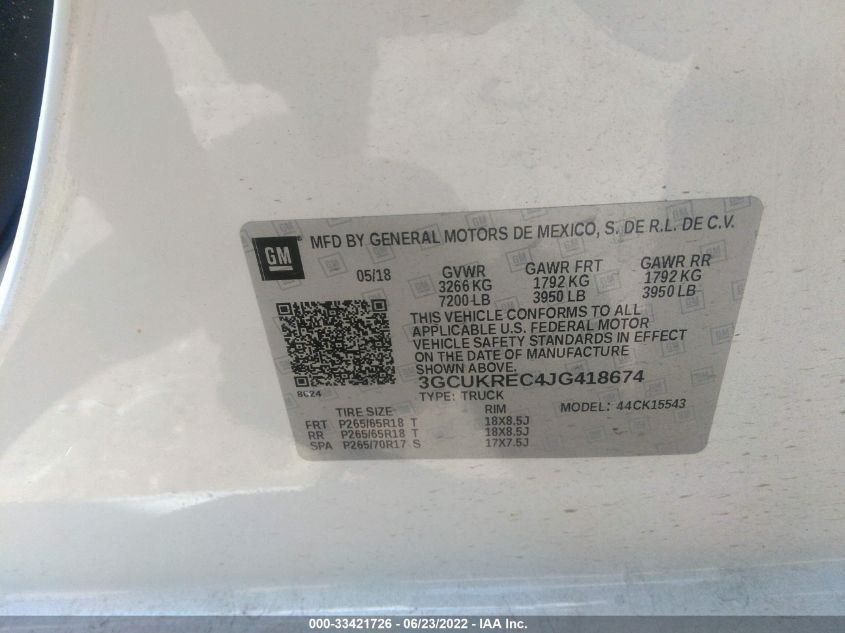 GM
MFD BY GENERAL MOTORS DE MEXICO, S. DE R.L. DE C.V.
05/18 GVWR GAWR FRT GAWR RR
3266 KG 1792 KG 1792 KG
7200 LB 3950 LB 3950 LB
THIS VEHICLE CONFORMS TO ALL
APPLICABLE U.S. FEDERAL MOTOR
VEHICLE SAFETY STANDARDS IN EFFECT
ON THE DATE OF MANUFACTURE
SHOWN ABOVE.
8C24
3GCUKREC4JG418674
TYPE: TRUCK
TIRE SIZE RIM MODEL: 44CK15543
FRT P265/65R18 T 18X8.5J
RR P265/65R18 T 18X8.5J
SPA P265/70R17 S 17X7.5J
000-33421726 - 06/23/2022 - IAA Inc.